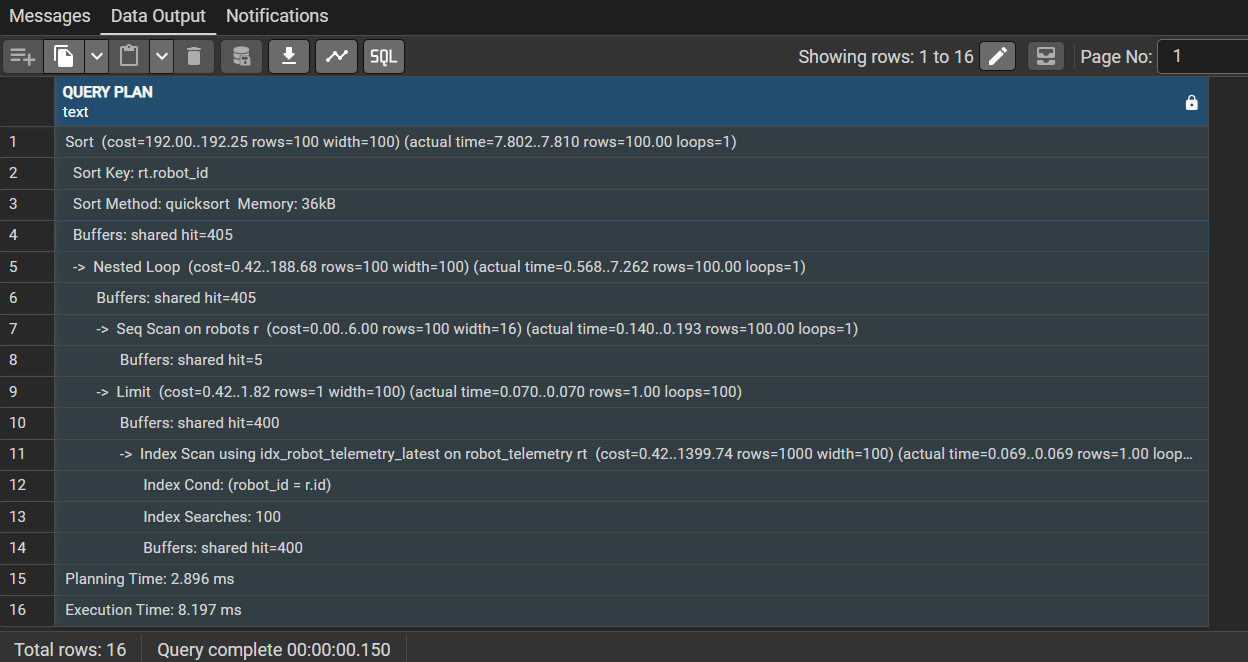 Messages Data Output Notifications
SQL Showing rows: 1 to 16 Page No: 1
QUERY PLAN
text
1 Sort (cost=192.00..192.25 rows=100 width=100) (actual time=7.802..7.810 rows=100.00 loops=1)
2 Sort Key: rt.robot_id
3 Sort Method: quicksort Memory: 36kB
4 Buffers: shared hit=405
5 -> Nested Loop (cost=0.42..188.68 rows=100 width=100) (actual time=0.568..7.262 rows=100.00 loops=1)
6 Buffers: shared hit=405
7 -> Seq Scan on robots r (cost=0.00..6.00 rows=100 width=16) (actual time=0.140..0.193 rows=100.00 loops=1)
8 Buffers: shared hit=5
9 -> Limit (cost=0.42..1.82 rows=1 width=100) (actual time=0.070..0.070 rows=1.00 loops=100)
10 Buffers: shared hit=400
11 -> Index Scan using idx_robot_telemetry_latest on robot_telemetry rt (cost=0.42..1399.74 rows=1000 width=100) (actual time=0.069..0.069 rows=1.00 loop...
12 Index Cond: (robot_id = r.id)
13 Index Searches: 100
14 Buffers: shared hit=400
15 Planning Time: 2.896 ms
16 Execution Time: 8.197 ms
Total rows: 16 Query complete 00:00:00.150